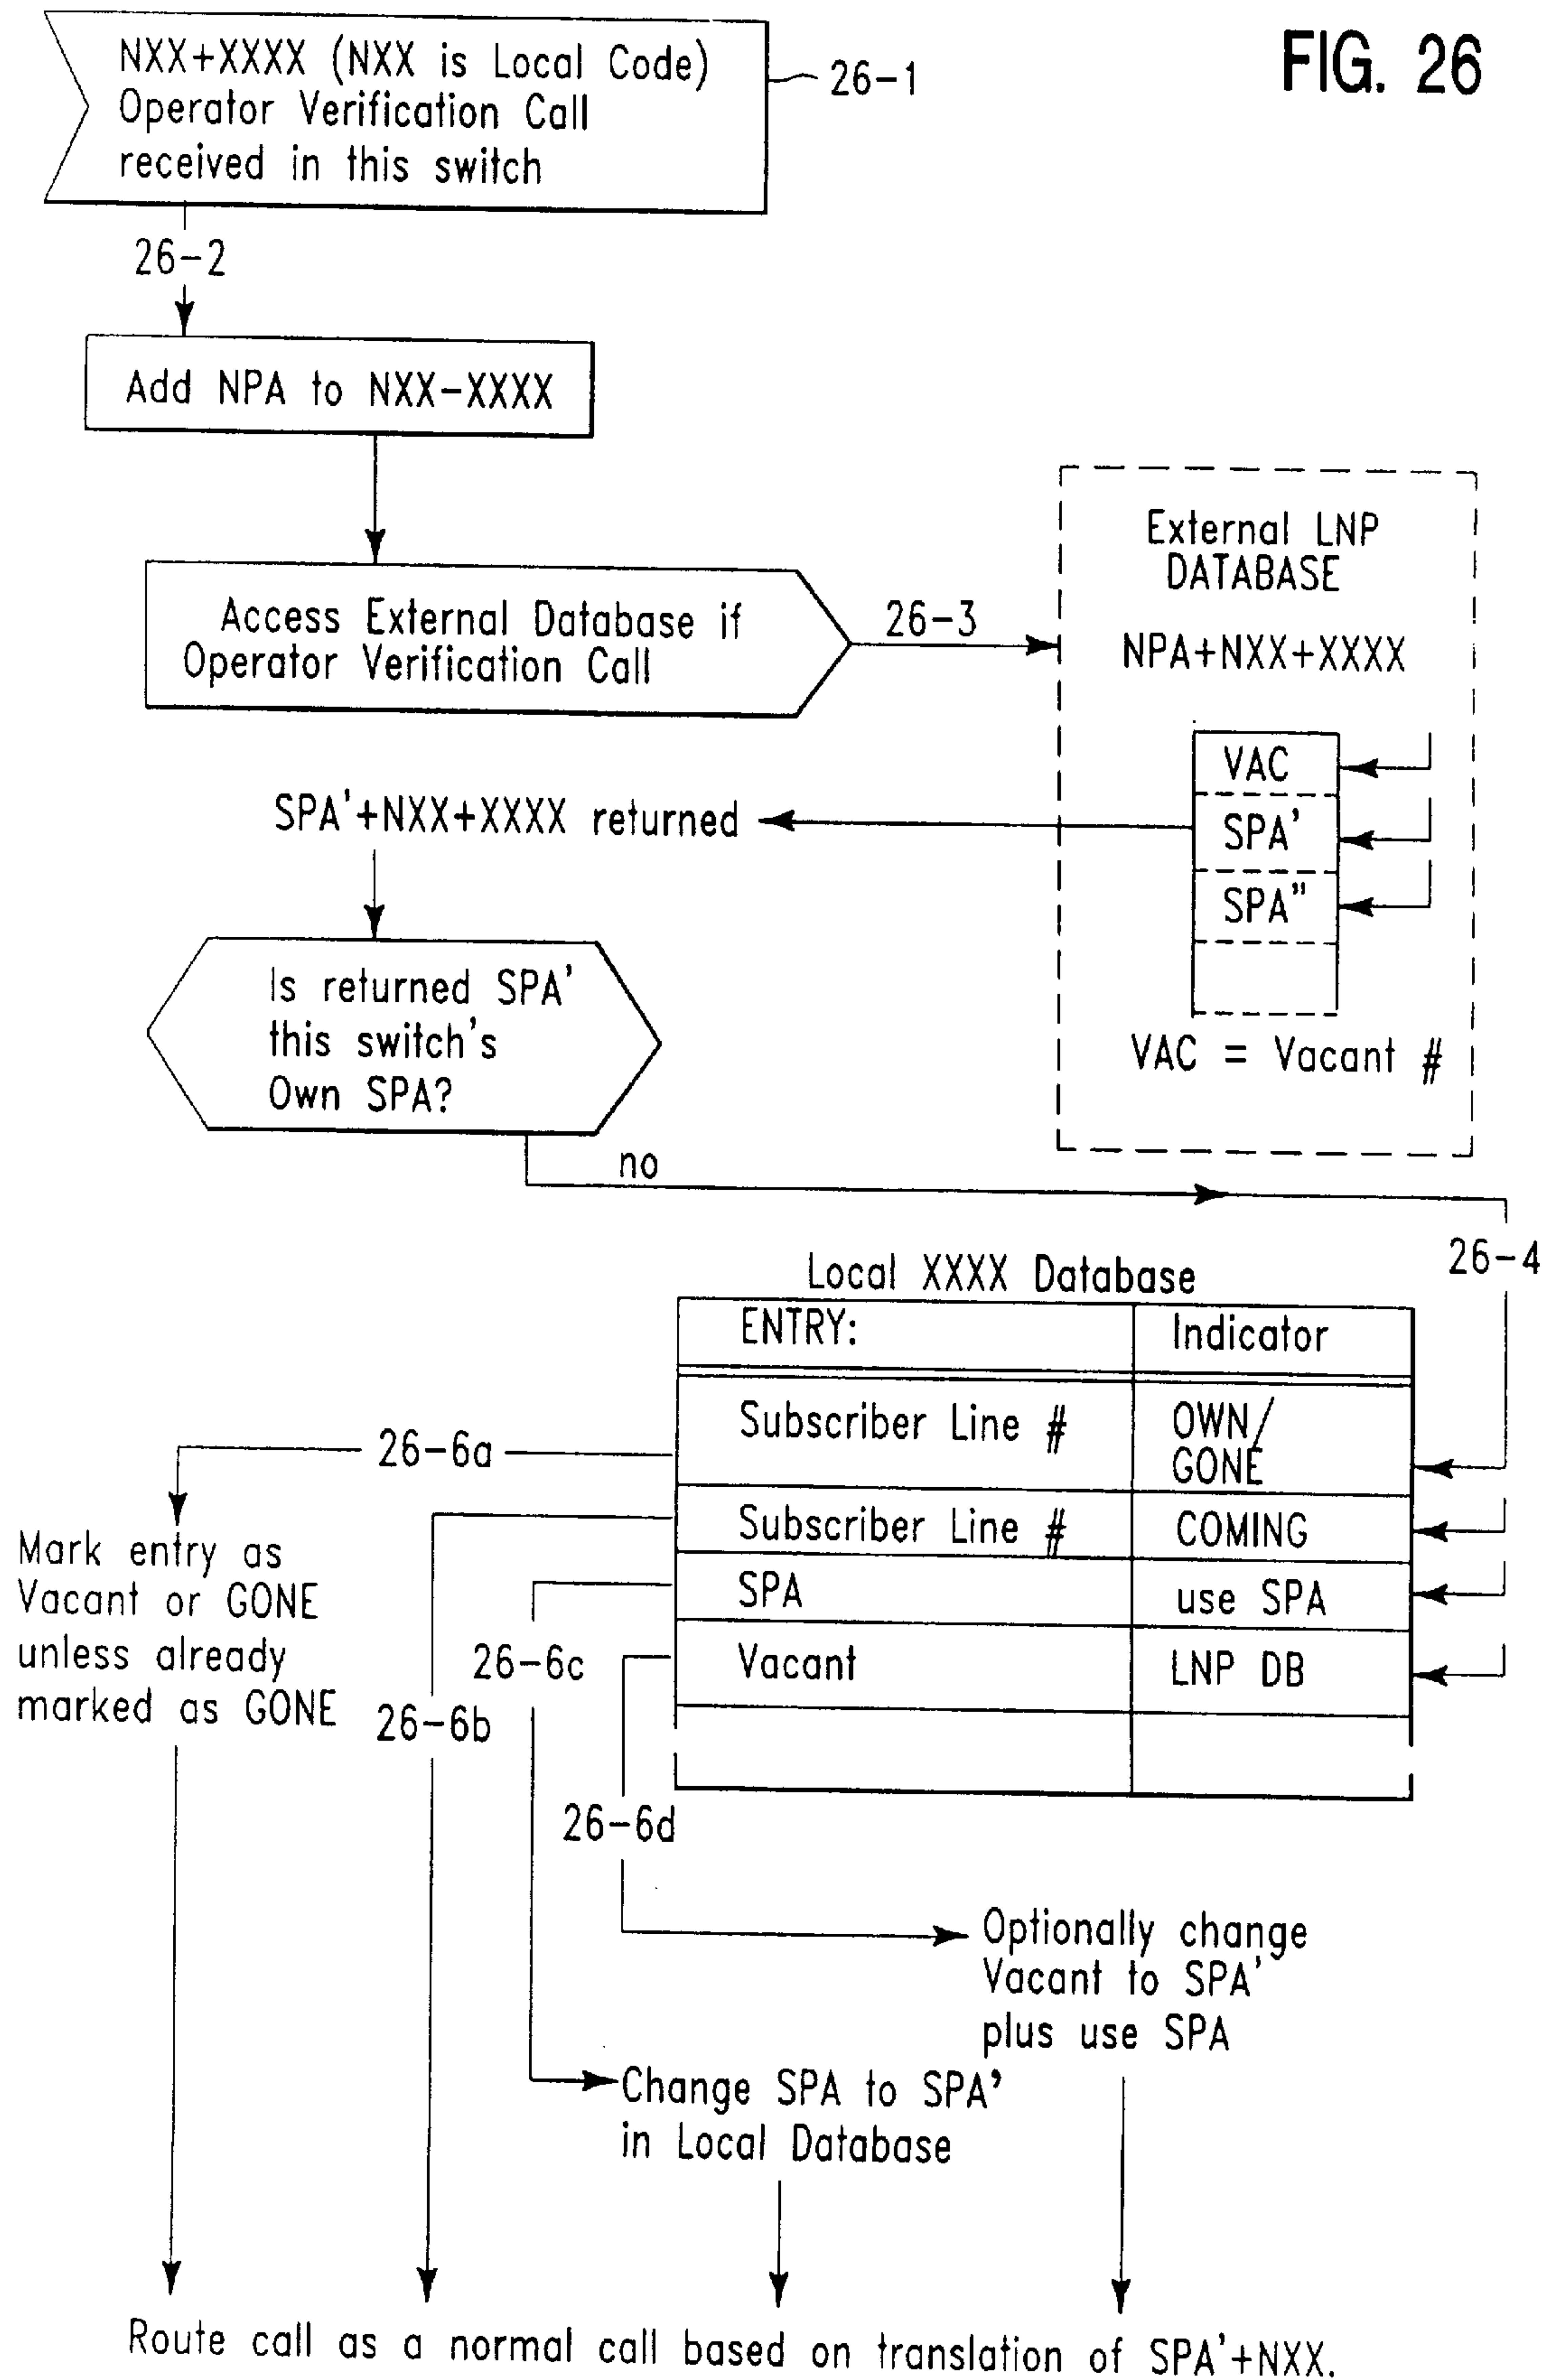 FIG. 26
NXX+XXXX (NXX is Local Code)
Operator Verification Call
received in this switch
26-1
26-2
Add NPA to NXX-XXXX
Access External Database if
Operator Verification Call
26-3
External LNP
DATABASE
NPA+NXX+XXXX
VAC
SPA'
SPA"
VAC = Vacant #
SPA'+NXX+XXXX returned
Is returned SPA'
this switch's
Own SPA?
no
26-4
Local XXXX Database
ENTRY: Indicator
Subscriber Line # OWN/
GONE
Subscriber Line # COMING
SPA use SPA
Vacant LNP DB
26-6a
Mark entry as
Vacant or GONE
unless already
marked as GONE
26-6b
26-6c
26-6d
Optionally change
Vacant to SPA'
plus use SPA
Change SPA to SPA'
in Local Database
Route call as a normal call based on translation of SPA'+NXX.